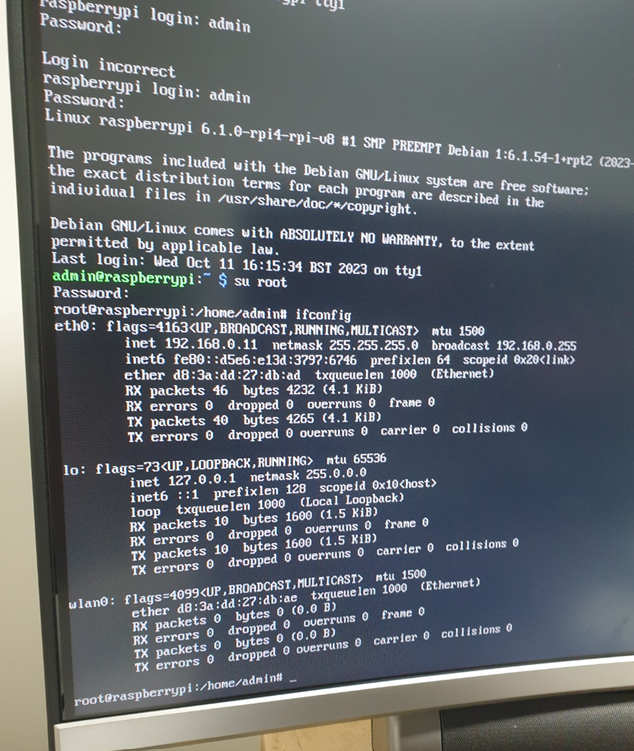 raspberrypi login: admin
Password:
Login incorrect
raspberrypi login: admin
Password:
Linux raspberrypi 6.1.0-rpi4-rpi-v8 #1 SMP PREEMPT Debian 1:6.1.54-1+rpt2 (2023-
The programs included with the Debian GNU/Linux system are free software;
the exact distribution terms for each program are described in the
individual files in /usr/share/doc/*/copyright.
Debian GNU/Linux comes with ABSOLUTELY NO WARRANTY, to the extent
permitted by applicable law.
Last login: Wed Oct 11 16:15:34 BST 2023 on tty1
admin@raspberrypi:~ $ su root
Password:
root@raspberrypi:/home/admin# ifconfig
eth0: flags=4163<UP,BROADCAST,RUNNING,MULTICAST> mtu 1500
inet 192.168.0.11 netmask 255.255.255.0 broadcast 192.168.0.255
inet6 fe80::d5e6:e13d:3797:6746 prefixlen 64 scopeid 0x20<link>
ether d8:3a:dd:27:db:ad txqueuelen 1000 (Ethernet)
RX packets 46 bytes 4232 (4.1 KiB)
RX errors 0 dropped 0 overruns 0 frame 0
TX packets 40 bytes 4265 (4.1 KiB)
TX errors 0 dropped 0 overruns 0 carrier 0 collisions 0
lo: flags=73<UP,LOOPBACK,RUNNING> mtu 65536
inet 127.0.0.1 netmask 255.0.0.0
inet6 ::1 prefixlen 128 scopeid 0x10<host>
loop txqueuelen 1000 (Local Loopback)
RX packets 10 bytes 1600 (1.5 KiB)
RX errors 0 dropped 0 overruns 0 frame 0
TX packets 10 bytes 1600 (1.5 KiB)
TX errors 0 dropped 0 overruns 0 carrier 0 collisions 0
wlan0: flags=4099<UP,BROADCAST,MULTICAST> mtu 1500
ether d8:3a:dd:27:db:ae txqueuelen 1000 (Ethernet)
RX packets 0 bytes 0 (0.0 B)
RX errors 0 dropped 0 overruns 0 frame 0
TX packets 0 bytes 0 (0.0 B)
TX errors 0 dropped 0 overruns 0 carrier 0 collisions 0
root@raspberrypi:/home/admin# _